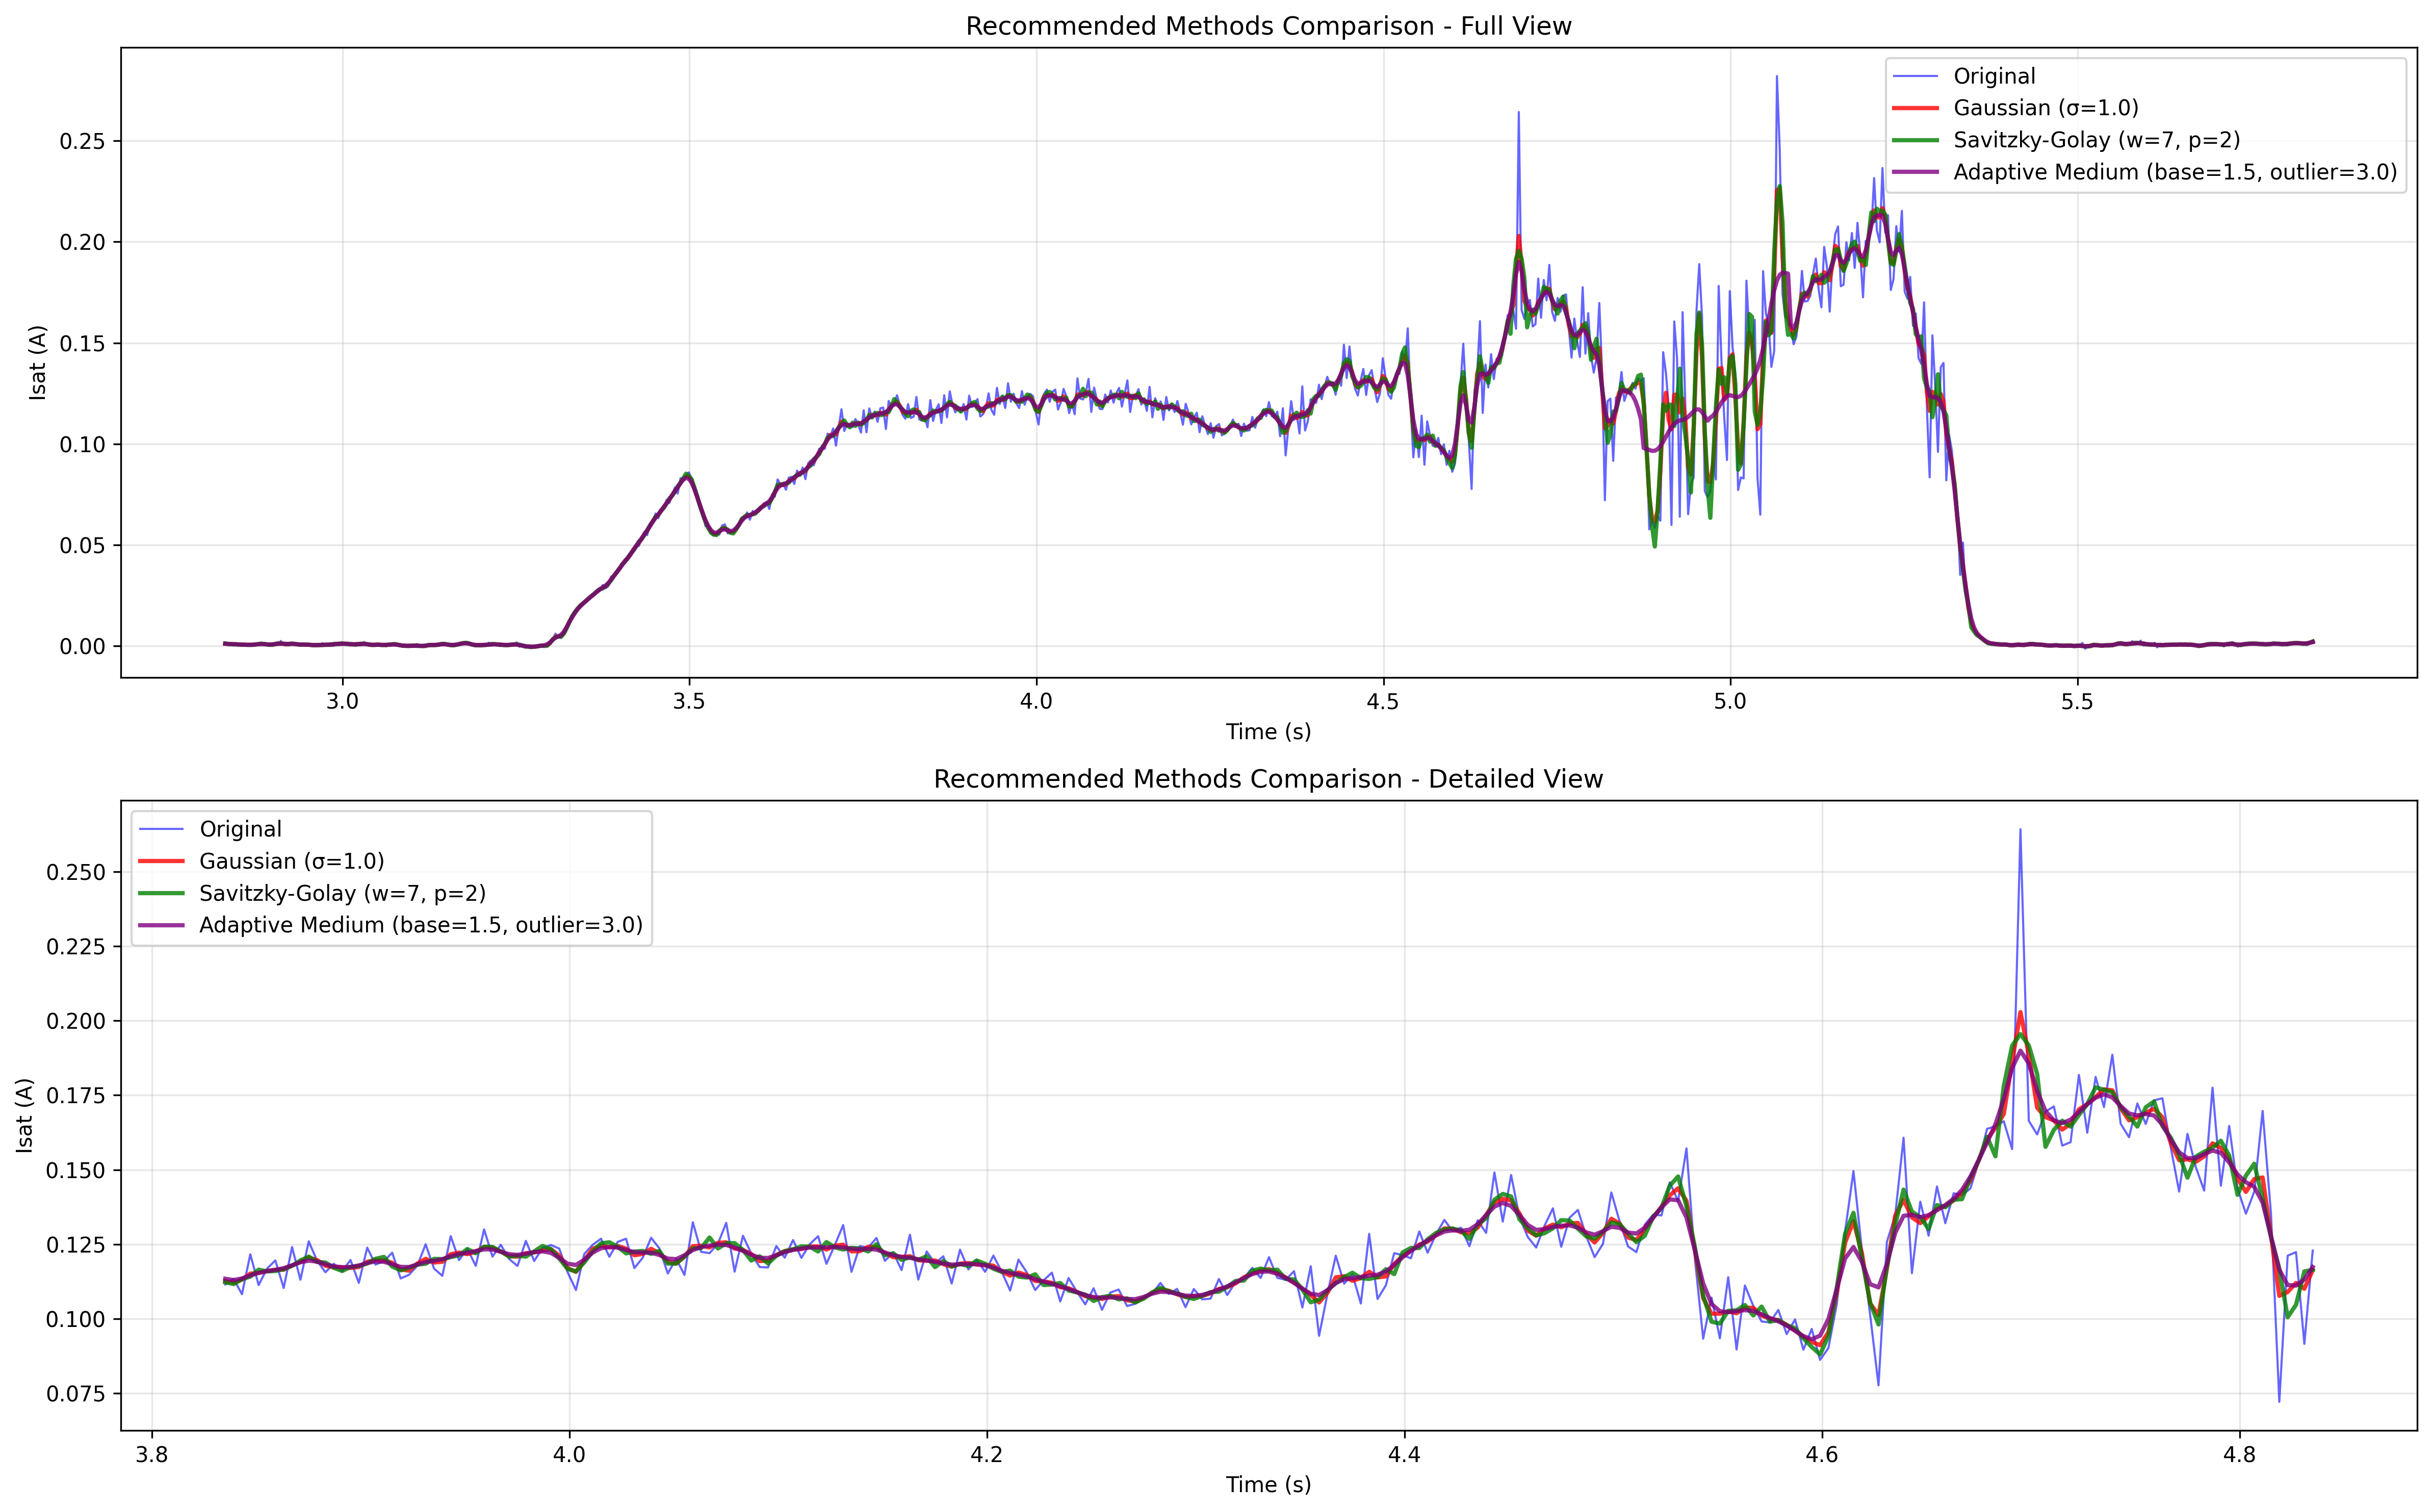 Recommended Methods Comparison - Full View
Original
Gaussian (σ=1.0)
Savitzky-Golay (w=7, p=2)
Adaptive Medium (base=1.5, outlier=3.0)
Isat (A)
0.25
0.20
0.15
0.10
0.05
0.00
3.0 3.5 4.0 4.5 5.0 5.5
Time (s)
Recommended Methods Comparison - Detailed View
Original
Gaussian (σ=1.0)
Savitzky-Golay (w=7, p=2)
Adaptive Medium (base=1.5, outlier=3.0)
Isat (A)
0.250
0.225
0.200
0.175
0.150
0.125
0.100
0.075
3.8 4.0 4.2 4.4 4.6 4.8
Time (s)